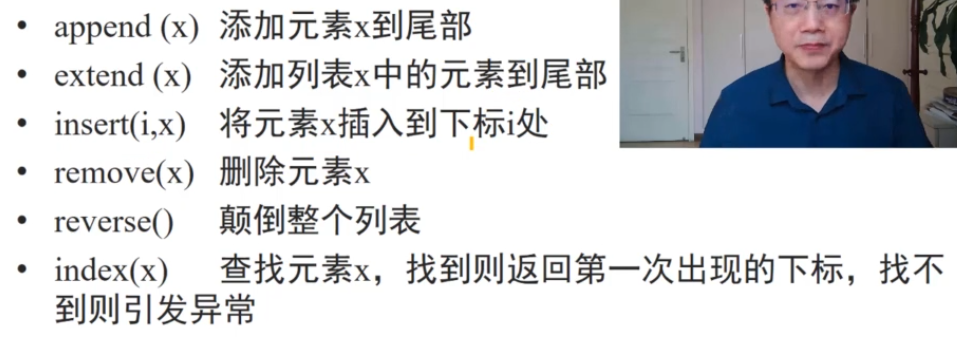 • append (x) 添加元素x到尾部
• extend (x) 添加列表x中的元素到尾部
• insert(i,x) 将元素x插入到下标i处
• remove(x) 删除元素x
• reverse() 颠倒整个列表
• index(x) 查找元素x，找到则返回第一次出现的下标，找不
到则引发异常